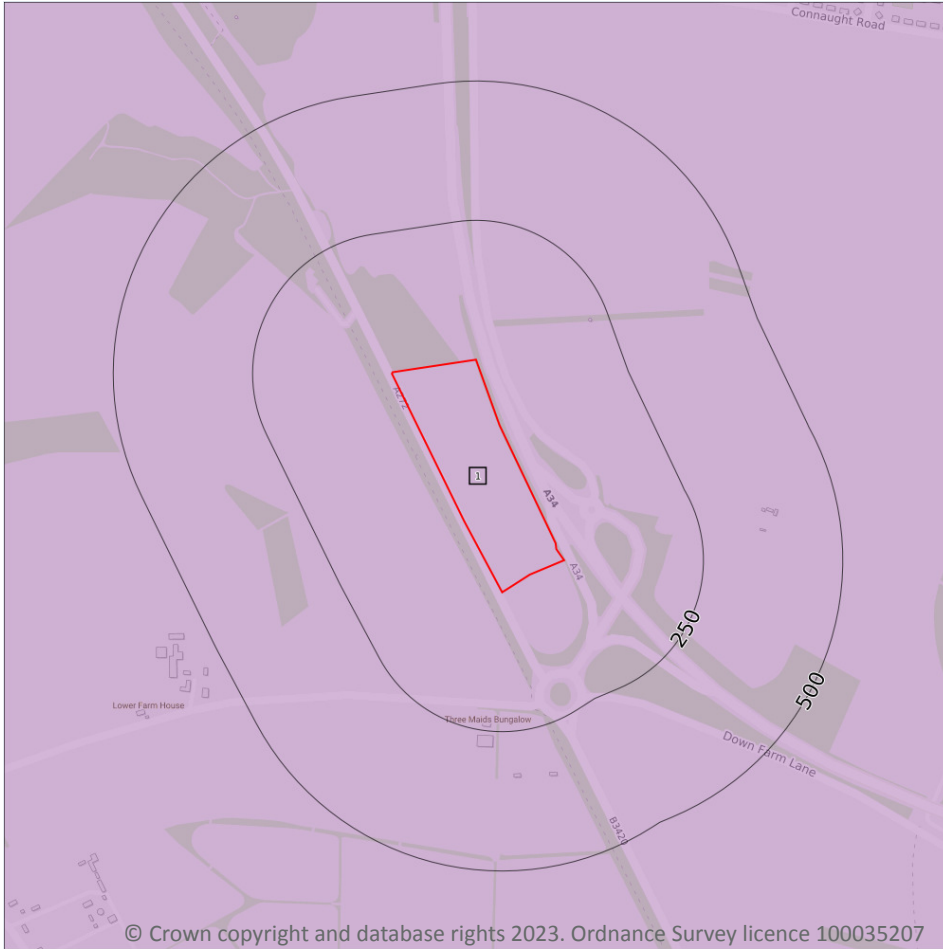 Connaught Road
A272
1
A34
A34
250
500
Lower Farm House
Three Maids Bungalow
Down Farm Lane
B3420
© Crown copyright and database rights 2023. Ordnance Survey licence 100035207